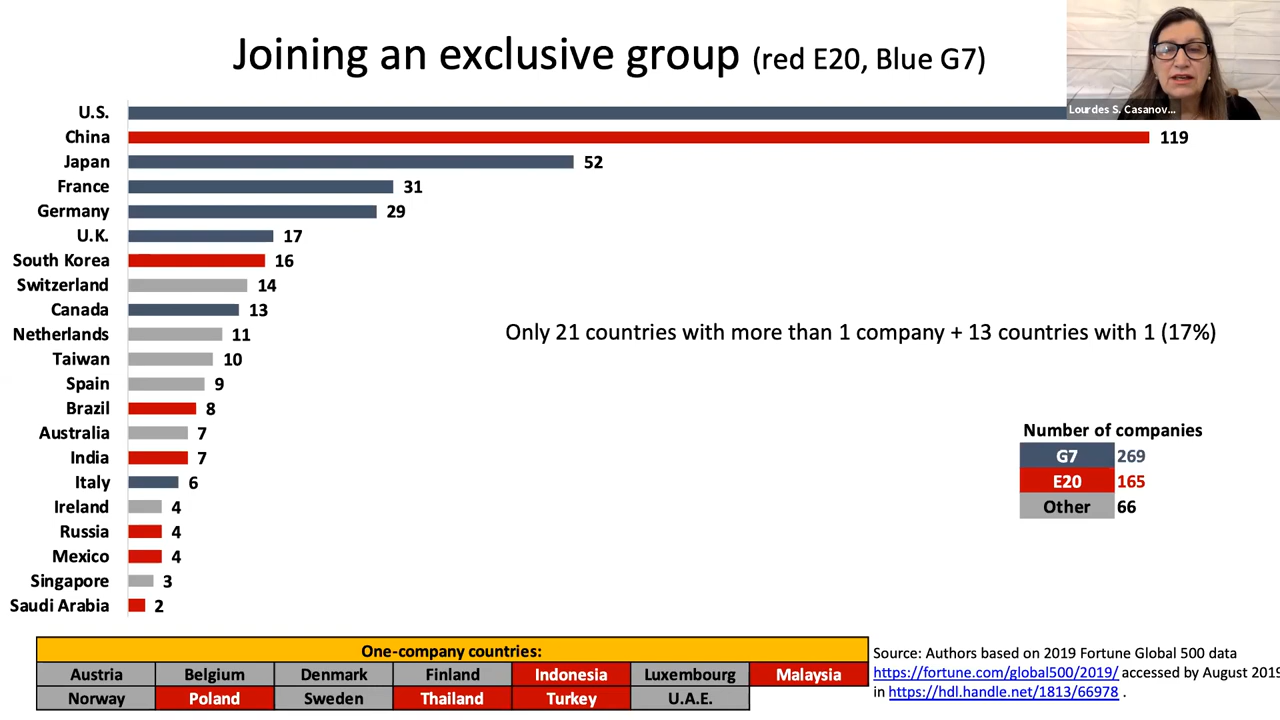 Joining an exclusive group (red E20, Blue G7)
Lourdes S. Casanov...
U.S.
China 119
Japan 52
France 31
Germany 29
U.K. 17
South Korea 16
Switzerland 14
Canada 13
Netherlands 11
Taiwan 10
Spain 9
Brazil 8
Australia 7
India 7
Italy 6
Ireland 4
Russia 4
Mexico 4
Singapore 3
Saudi Arabia 2
Only 21 countries with more than 1 company + 13 countries with 1 (17%)
Number of companies
G7 269
E20 165
Other 66
One-company countries:
Austria Belgium Denmark Finland Indonesia Luxembourg Malaysia
Norway Poland Sweden Thailand Turkey U.A.E.
Source: Authors based on 2019 Fortune Global 500 data
https://fortune.com/global500/2019/ accessed by August 2019
in https://hdl.handle.net/1813/66978 .